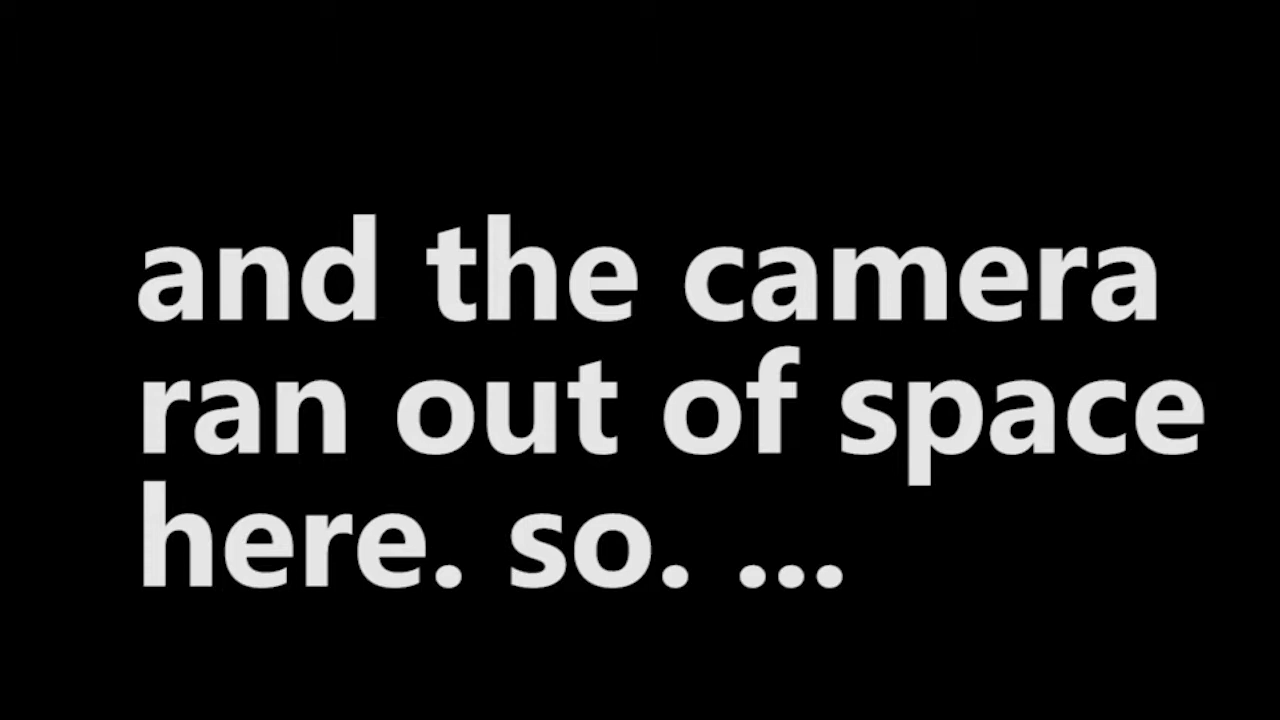 and the camera
ran out of space
here. so. ...